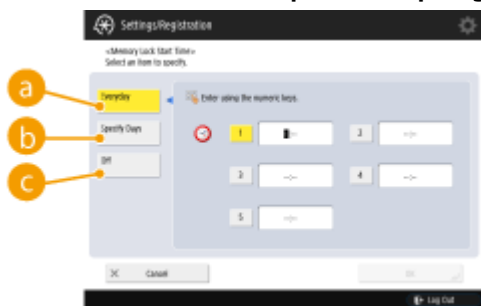 Settings/Registration
<Memory Lock Start Time>
Select an item to specify.
a
Everyday
Enter using the numeric keys.
b
Specify Days
1
--:--
2
--:--
c
Off
3
--:--
4
--:--
5
--:--
Cancel
OK
Log Out